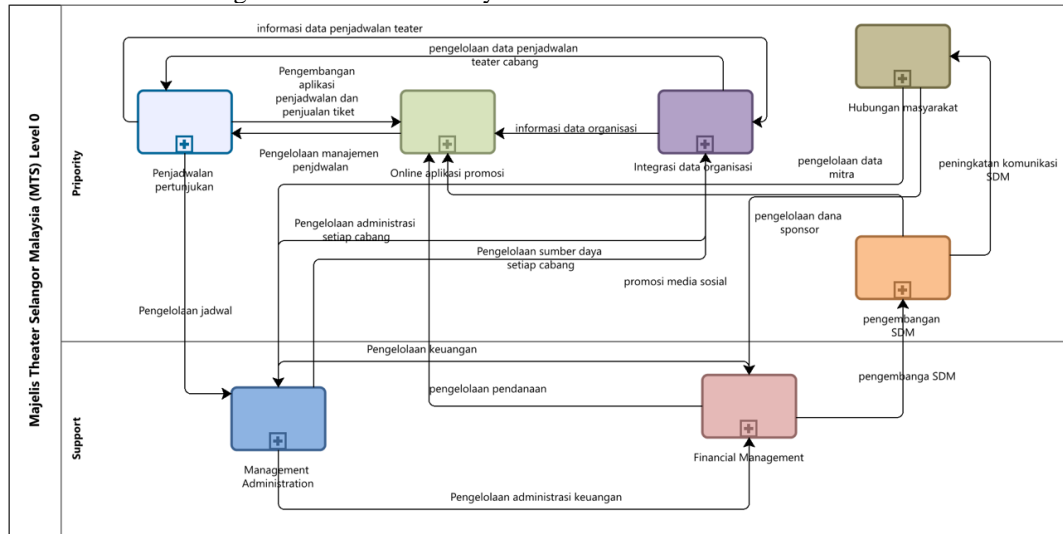 Majelis Theater Selangor Malaysia (MTS) Level 0
Pripority
informasi data penjadwalan teater
pengelolaan data penjadwalan
teater cabang
Pengembangan
aplikasi
penjadwalan dan
penjualan tiket
informasi data organisasi
Hubungan masyarakat
Penjadwalan
pertunjukan
Pengelolaan manajemen
penjdwalan
Online aplikasi promosi
Integrasi data organisasi
pengelolaan data
mitra
peningkatan komunikasi
SDM
Pengelolaan administrasi
setiap cabang
pengelolaan dana
sponsor
Pengelolaan sumber daya
setiap cabang
promosi media sosial
Pengelolaan jadwal
pengembangan
SDM
Support
Pengelolaan keuangan
pengelolaan pendanaan
pengembanga SDM
Management
Administration
Financial Management
Pengelolaan administrasi keuangan